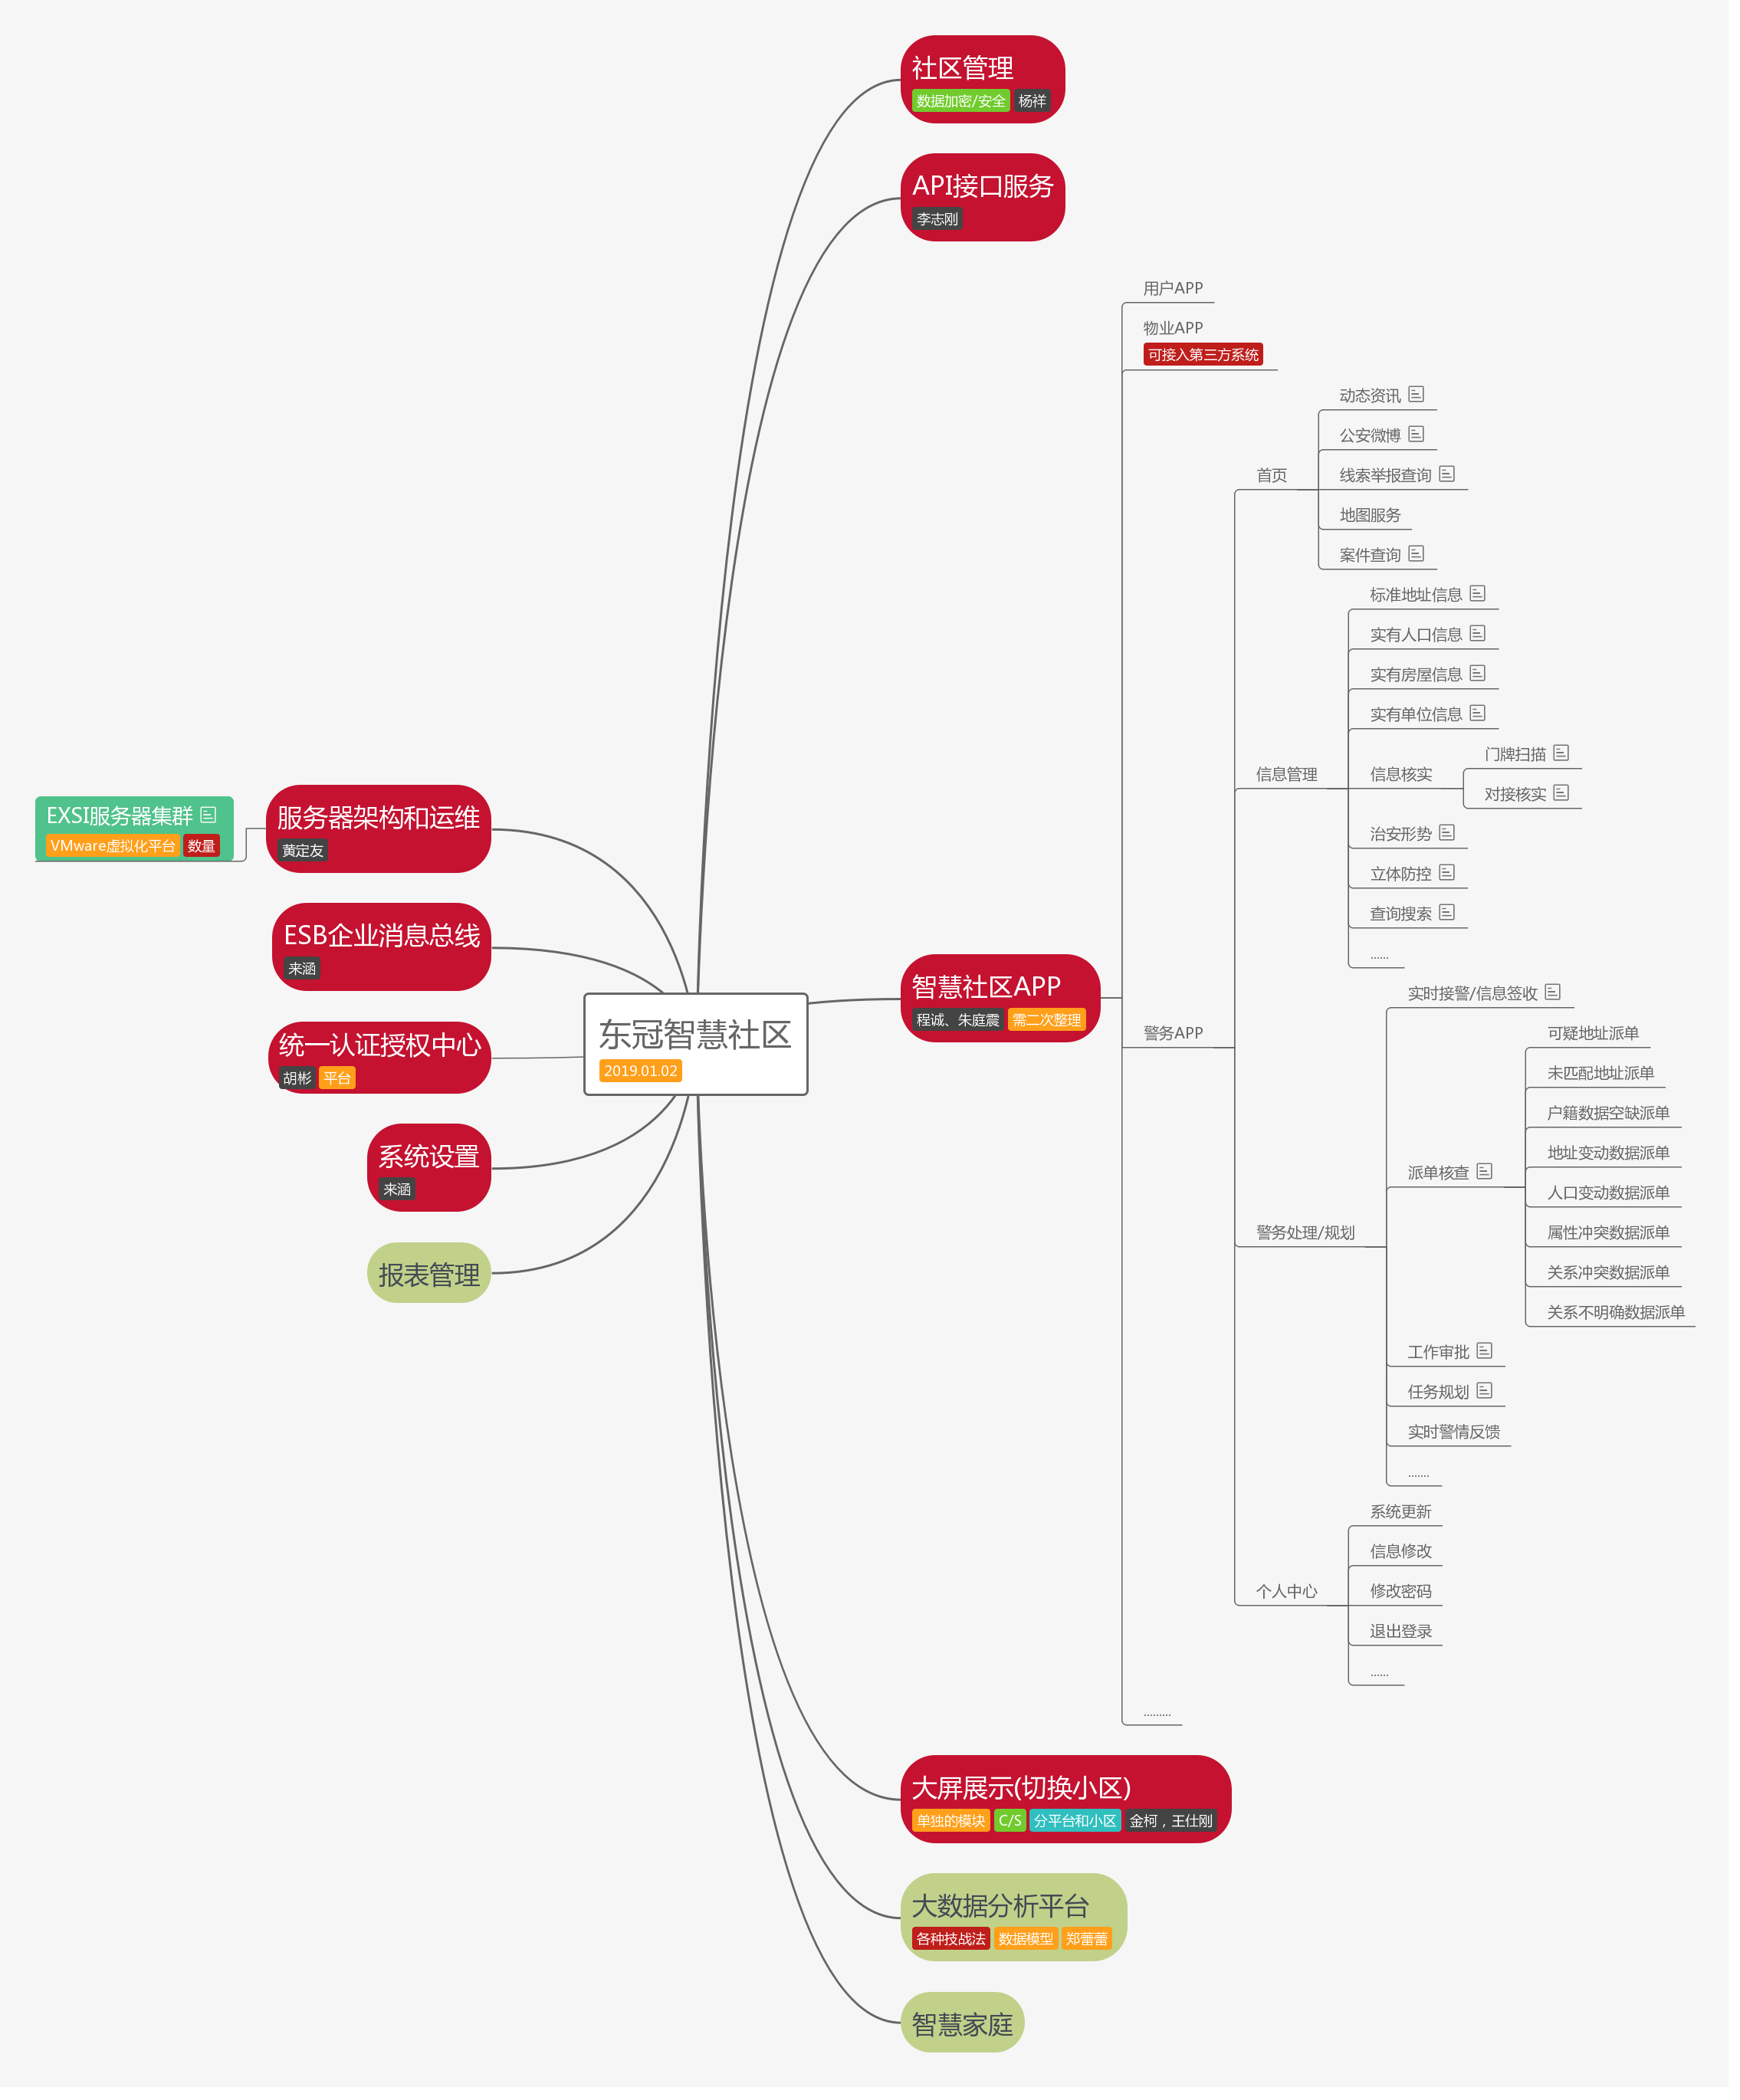 社区管理
数据加密/安全 杨祥
API接口服务
李志刚
用户APP
物业APP
可接入第三方系统
动态资讯
公安微博
首页
线索举报查询
地图服务
案件查询
标准地址信息
实有人口信息
实有房屋信息
实有单位信息
门牌扫描
信息管理
信息核实
对接核实
治安形势
立体防控
查询搜索
......
EXSI服务器集群
VMware虚拟化平台 数量
服务器架构和运维
黄定友
ESB企业消息总线
来涵
统一认证授权中心
胡彬 平台
系统设置
来涵
报表管理
东冠智慧社区
2019.01.02
智慧社区APP
程诚、朱庭震 需二次整理
警务APP
实时接警/信息签收
可疑地址派单
未匹配地址派单
户籍数据空缺派单
地址变动数据派单
派单核查
人口变动数据派单
警务处理/规划
属性冲突数据派单
关系冲突数据派单
关系不明确数据派单
工作审批
任务规划
实时警情反馈
.......
系统更新
信息修改
个人中心
修改密码
退出登录
......
.........
大屏展示(切换小区)
单独的模块 C/S 分平台和小区 金柯，王仕刚
大数据分析平台
各种技战法 数据模型 郑蕾蕾
智慧家庭